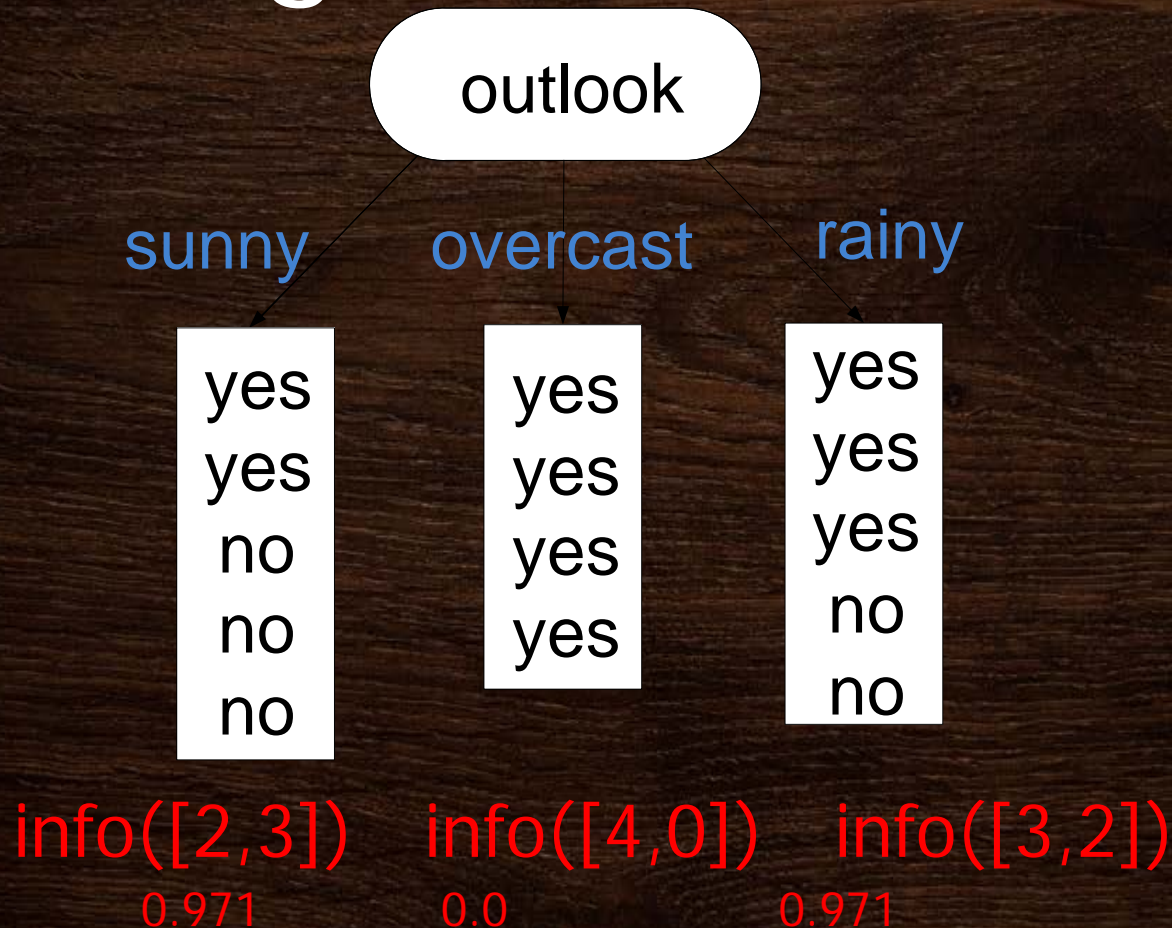 outlook
sunny overcast rainy
yes
yes
no
no
no
yes
yes
yes
yes
yes
yes
yes
no
no
info([2,3]) info([4,0]) info([3,2])
0.971 0.0 0.971